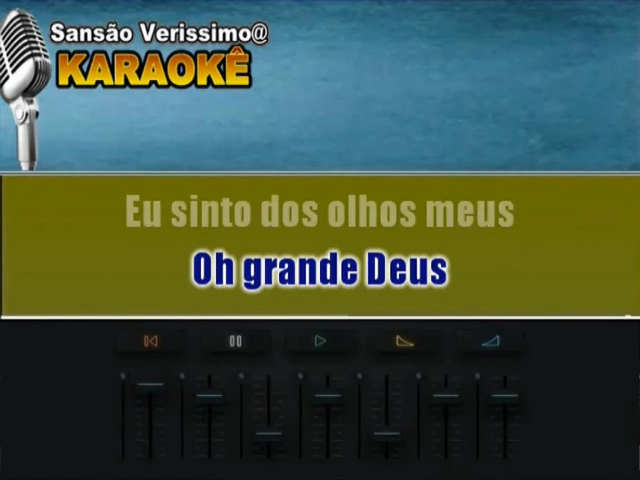 Sansão Verissimo@
KARAOKÊ
Eu sinto dos olhos meus
Oh grande Deus